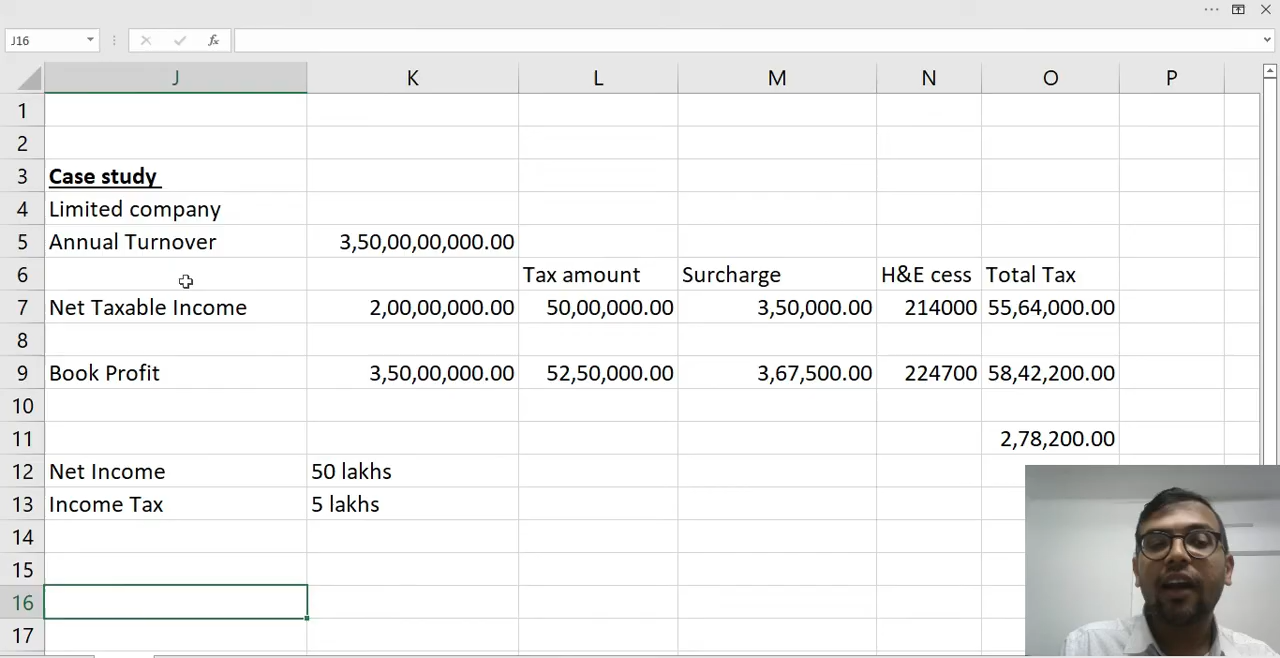 J16
fx
J K L M N O P
1
2
3 Case study
4 Limited company
5 Annual Turnover 3,50,00,00,000.00
6 Tax amount Surcharge H&E cess Total Tax
7 Net Taxable Income 2,00,00,000.00 50,00,000.00 3,50,000.00 214000 55,64,000.00
8
9 Book Profit 3,50,00,000.00 52,50,000.00 3,67,500.00 224700 58,42,200.00
10
11 2,78,200.00
12 Net Income 50 lakhs
13 Income Tax 5 lakhs
14
15
16
17